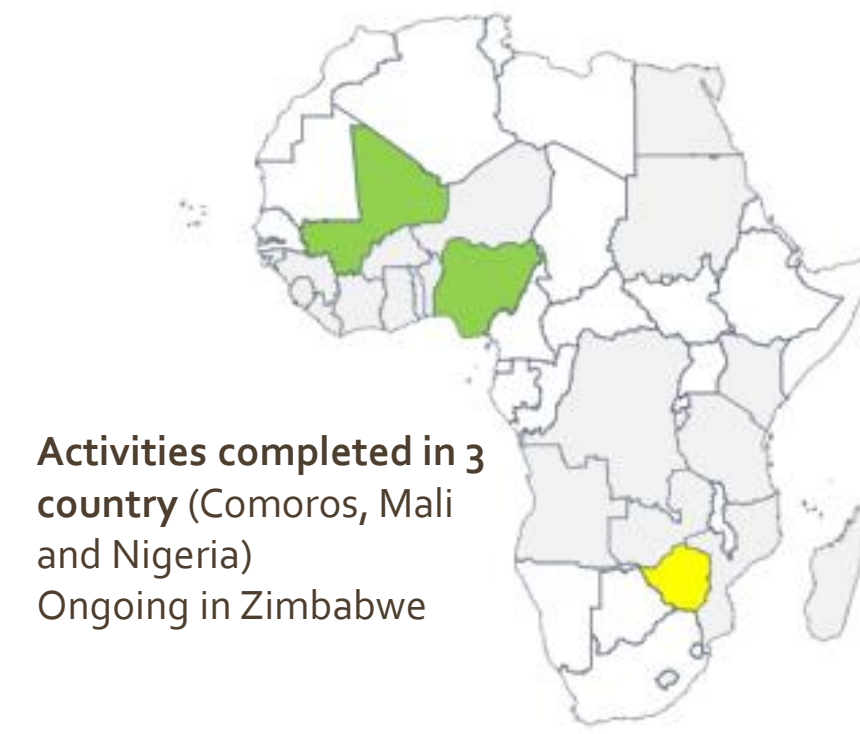 Activities completed in 3
country (Comoros, Mali
and Nigeria)
Ongoing in Zimbabwe